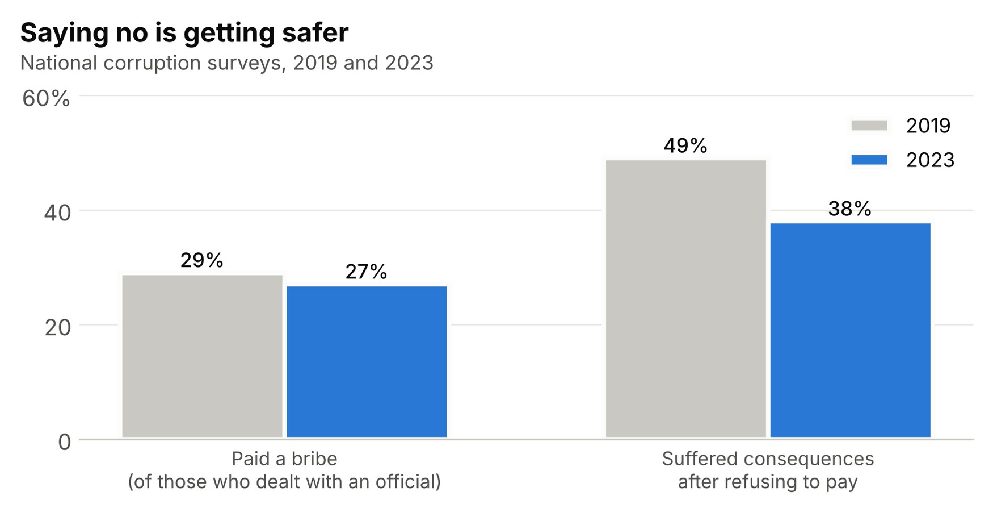 Saying no is getting safer
National corruption surveys, 2019 and 2023
60%
40
20
0
2019
2023
29%
27%
49%
38%
Paid a bribe
(of those who dealt with an official)
Suffered consequences
after refusing to pay